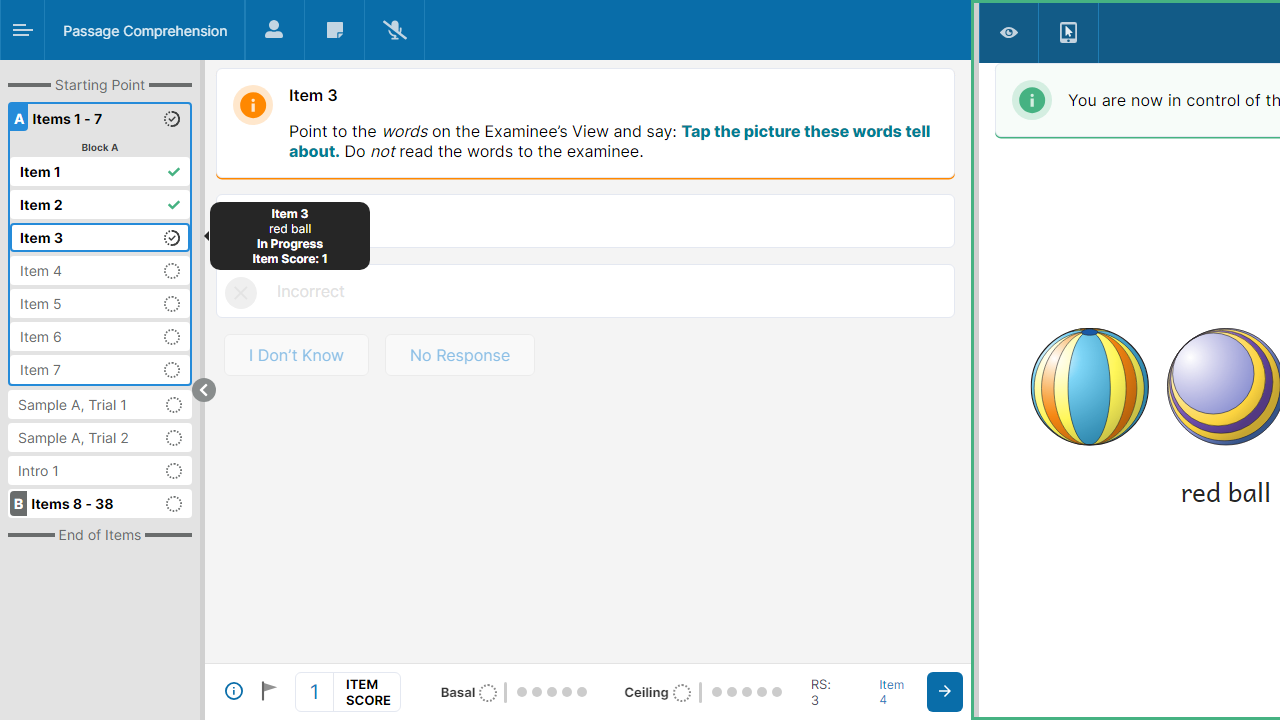 Passage Comprehension
Starting Point
A Items 1 - 7
Block A
Item 1
Item 2
Item 3
Item 4
Item 5
Item 6
Item 7
Sample A, Trial 1
Sample A, Trial 2
Intro 1
B Items 8 - 38
End of Items
Item 3
Point to the words on the Examinee’s View and say: Tap the picture these words tell
about. Do not read the words to the examinee.
Item 3
red ball
In Progress
Item Score: 1
Incorrect
I Don’t Know
No Response
1
ITEM
SCORE
Basal
Ceiling
RS:
3
Item
4
You are now in control of th
red ball